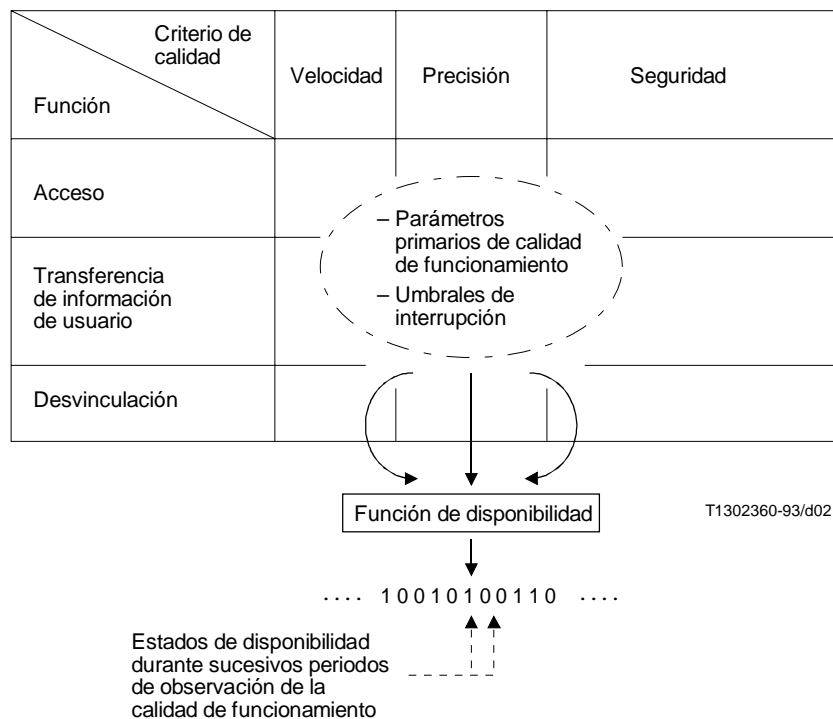 Criterio de
calidad
Función
Velocidad
Precisión
Seguridad
Acceso
– Parámetros
primarios de calidad
de funcionamiento
– Umbrales de
interrupción
Transferencia
de información
de usuario
Desvinculación
Función de disponibilidad
T1302360-93/d02
.... 10010100110 ....
Estados de disponibilidad
durante sucesivos periodos
de observación de la
calidad de funcionamiento